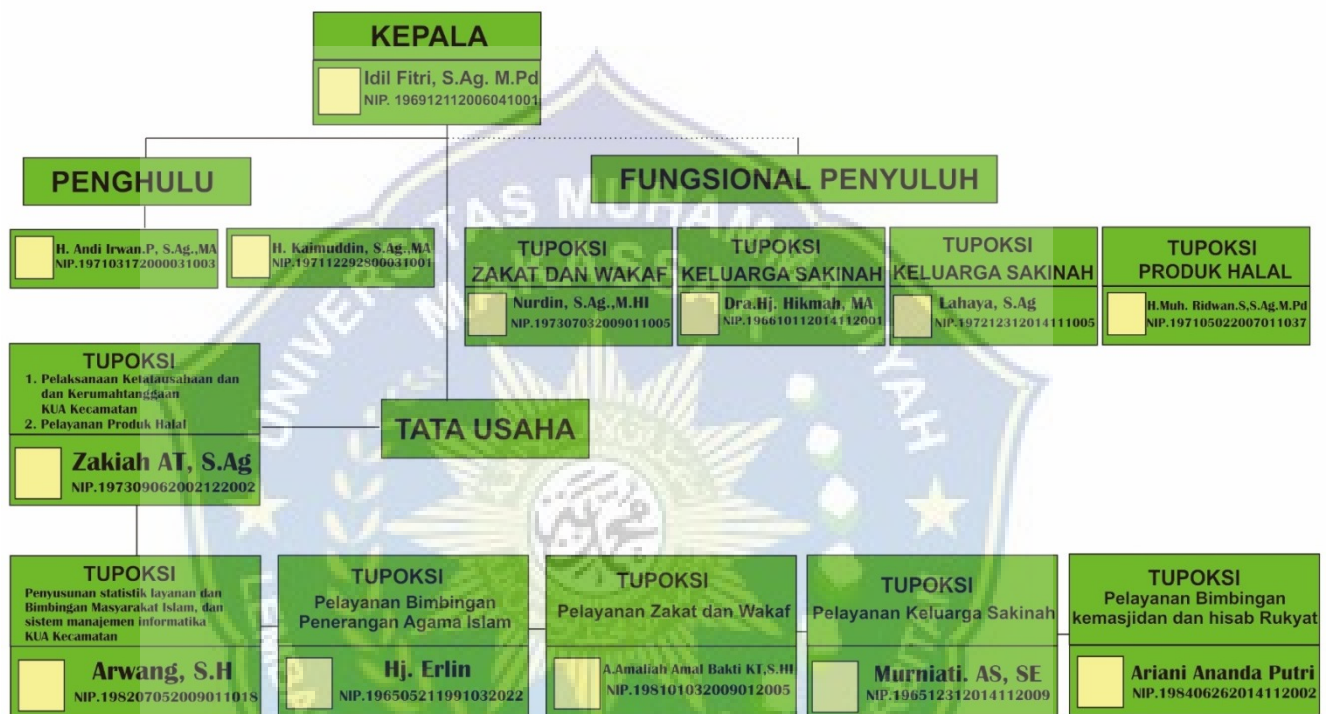 KEPALA
Idil Fitri, S.Ag. M.Pd
NIP. 196912112006041001
PENGHULU
FUNGSIONAL PENYULUH
H. Andi Irwan.P, S.Ag.,MA
NIP.197103172000031003
H. Kaimuddin, S.Ag.,MA
NIP.197112292800031001
TUPOKSI
ZAKAT DAN WAKAF
Nurdin, S.Ag.,M.HI
NIP.197307032009011005
TUPOKSI
KELUARGA SAKINAH
Dra.Hj. Hikmah, MA
NIP.196610112014112001
TUPOKSI
KELUARGA SAKINAH
Lahaya, S.Ag
NIP.197212312014111005
TUPOKSI
PRODUK HALAL
H.Muh. Ridwan.S,S.Ag.M.Pd
NIP.197105022007011037
TUPOKSI
1. Pelaksanaan Ketatausahaan dan
dan Kerumahtanggaan
KUA Kecamatan
2. Pelayanan Produk Halal
Zakiah AT, S.Ag
NIP.197309062002122002
TATA USAHA
TUPOKSI
Penyusunan statistik layanan dan
Bimbingan Masyarakat Islam, dan
sistem manajemen informatika
KUA Kecamatan
Arwang, S.H
NIP.198207052009011018
TUPOKSI
Pelayanan Bimbingan
Penerangan Agama Islam
Hj. Erlin
NIP.196505211991032022
TUPOKSI
Pelayanan Zakat dan Wakaf
A.Amaliah Amal Bakti KT,S.HI
NIP.198101032009012005
TUPOKSI
Pelayanan Keluarga Sakinah
Murniati. AS, SE
NIP.196512312014112009
TUPOKSI
Pelayanan Bimbingan
kemasjidan dan hisab Rukyat
Ariani Ananda Putri
NIP.198406262014112002
UNIVERSITAS MUHAMMADIYAH